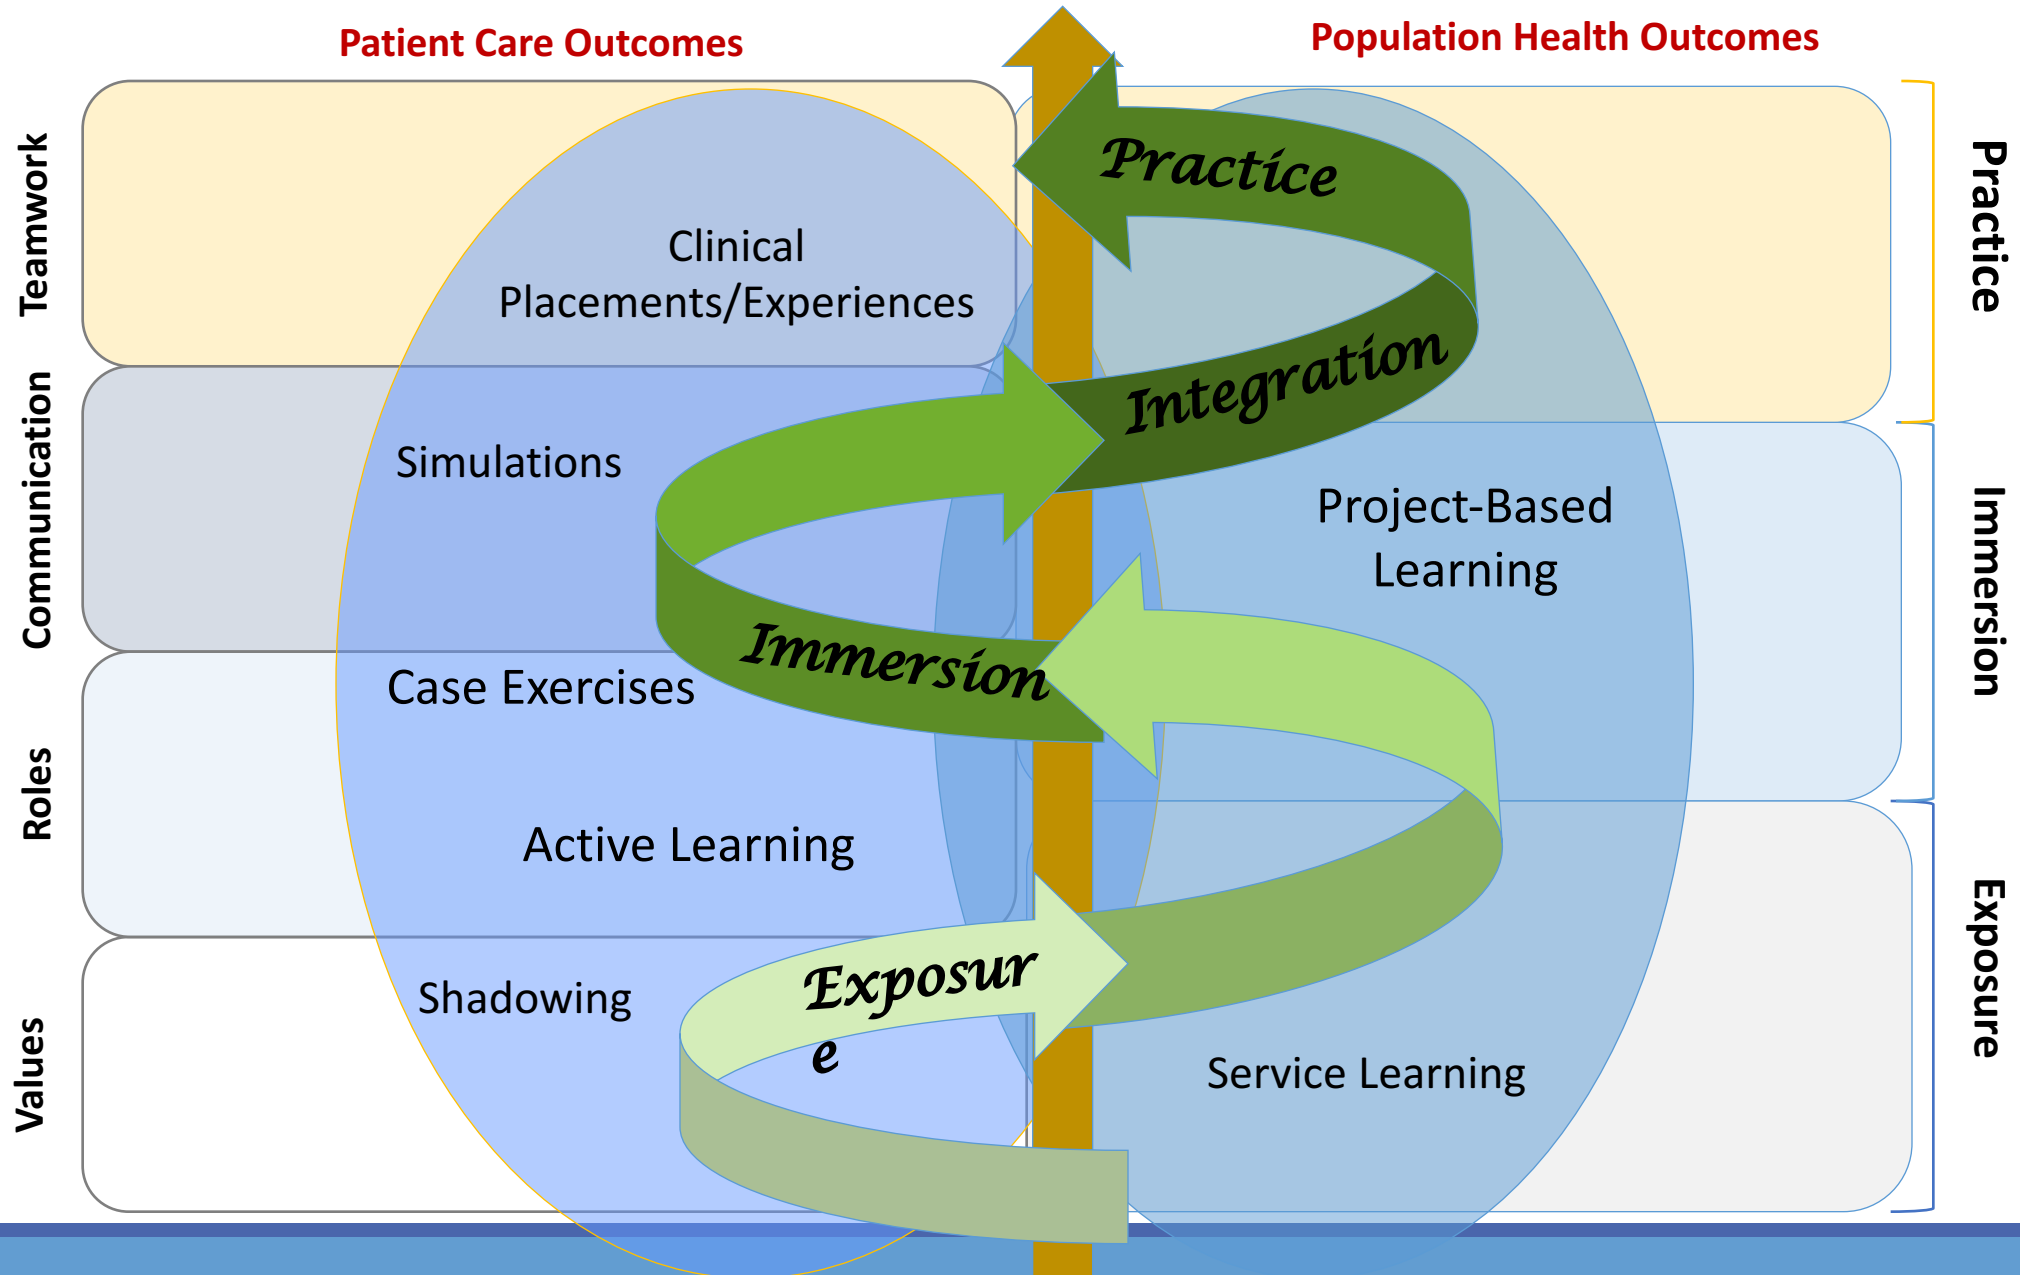 Patient Care Outcomes
Population Health Outcomes
Teamwork
Communication
Roles
Values
Clinical
Placements/Experiences
Simulations
Case Exercises
Active Learning
Shadowing
Practice
Integration
Immersion
Exposur
e
Project-Based
Learning
Service Learning
Practice
Immersion
Exposure